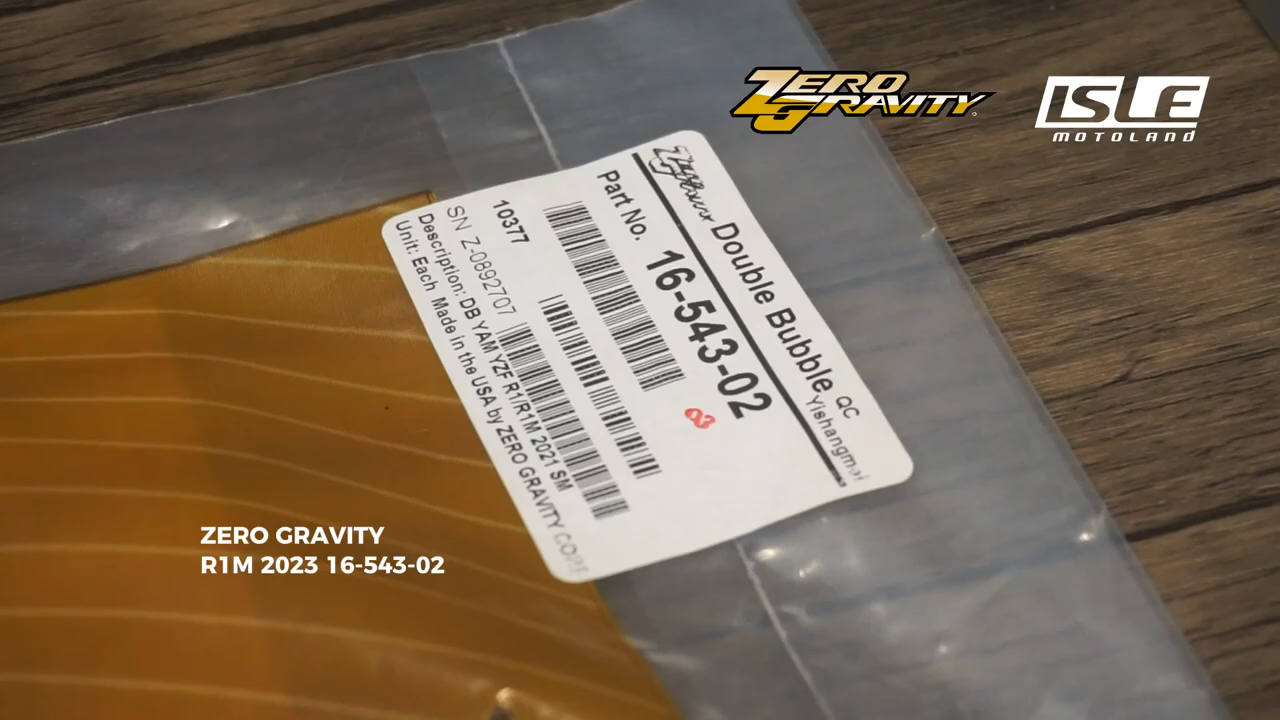 ZERO
GRAVITY
ISLE
MOTOLAND
Double Bubble
QC
Part No.
16-543-02
10377
SN Z-0892707
Description: DB YAM YZF R1/R1M 2021 SM
Unit: Each Made in the USA by ZERO GRAVITY CORP
ZERO GRAVITY
R1M 2023 16-543-02